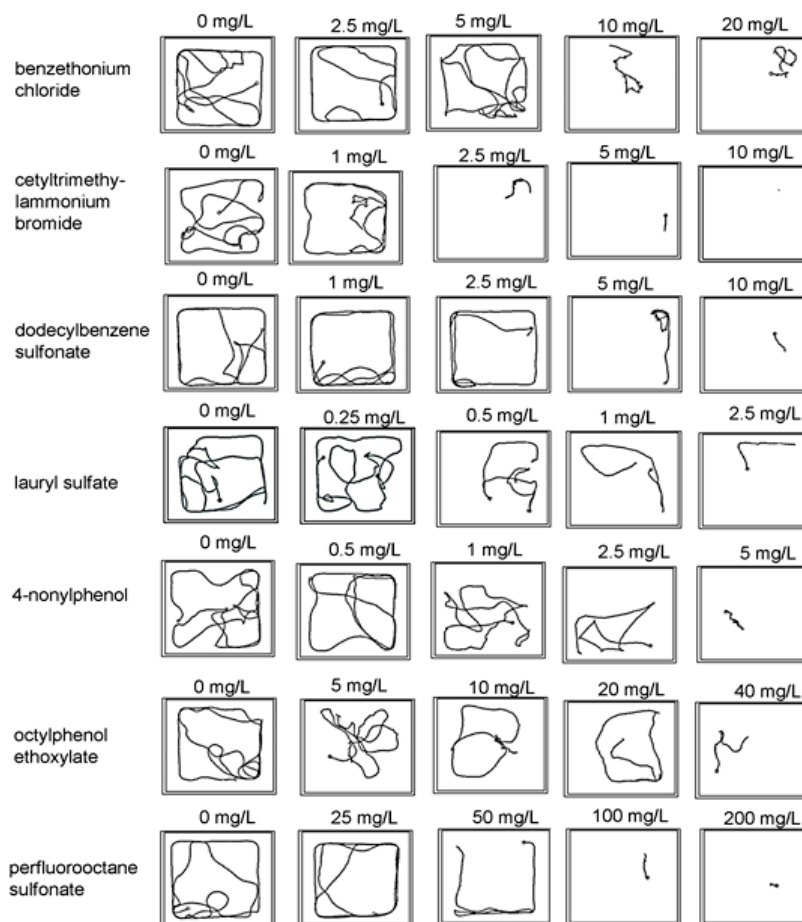 0 mg/L 2.5 mg/L 5 mg/L 10 mg/L 20 mg/L
benzethonium
chloride
0 mg/L 1 mg/L 2.5 mg/L 5 mg/L 10 mg/L
cetyltrimethy-
lammonium
bromide
0 mg/L 1 mg/L 2.5 mg/L 5 mg/L 10 mg/L
dodecylbenzene
sulfonate
0 mg/L 0.25 mg/L 0.5 mg/L 1 mg/L 2.5 mg/L
lauryl sulfate
0 mg/L 0.5 mg/L 1 mg/L 2.5 mg/L 5 mg/L
4-nonylphenol
0 mg/L 5 mg/L 10 mg/L 20 mg/L 40 mg/L
octylphenol
ethoxylate
0 mg/L 25 mg/L 50 mg/L 100 mg/L 200 mg/L
perfluorooctane
sulfonate